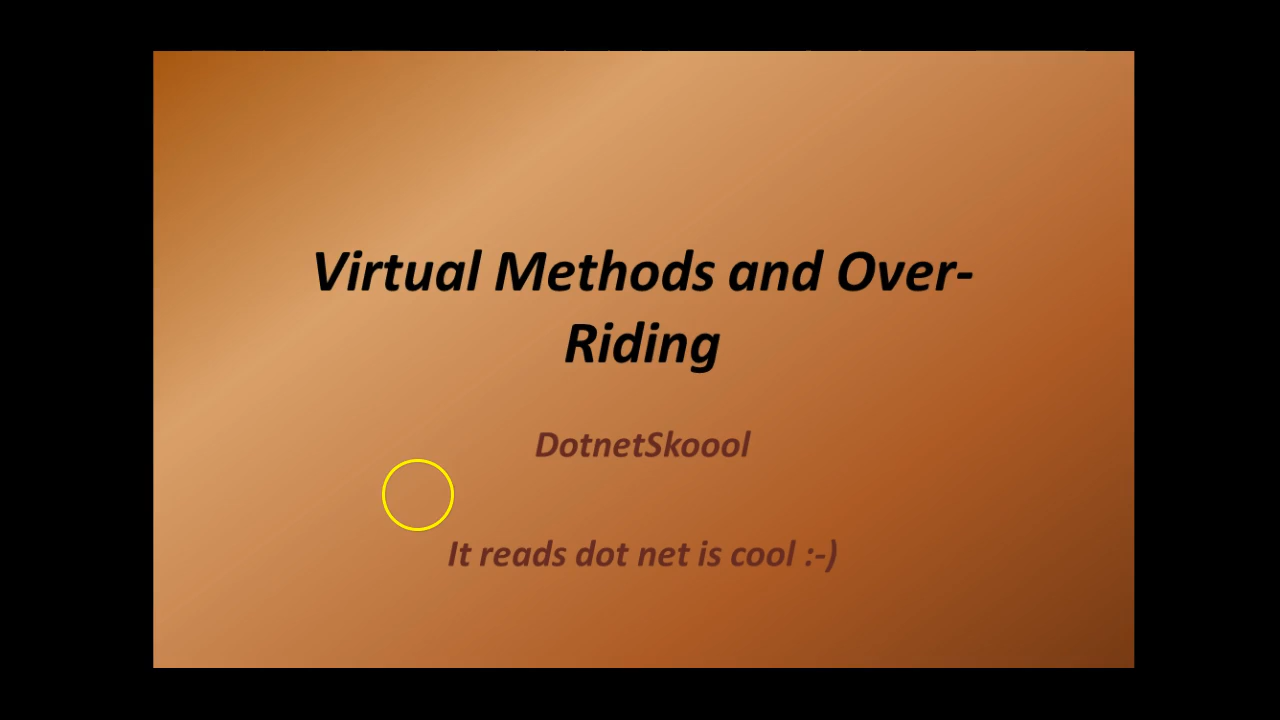 Virtual Methods and Over-
Riding
DotnetSkoool
It reads dot net is cool :-)